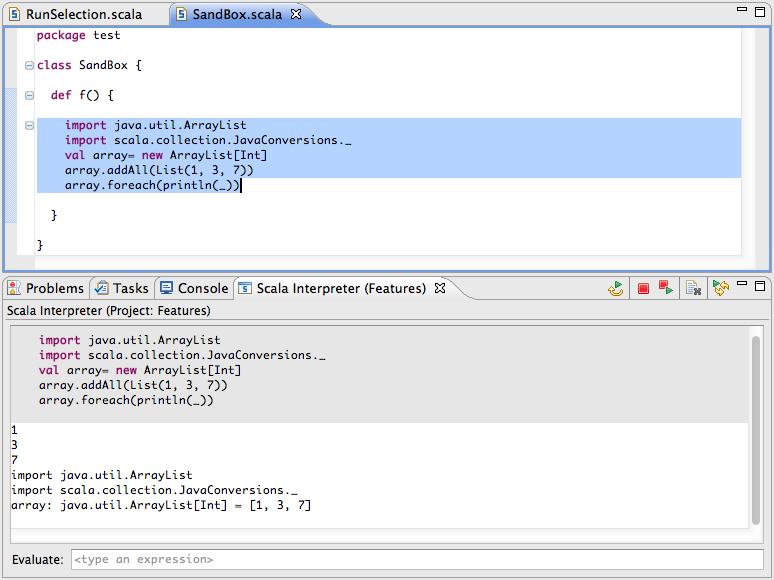 RunSelection.scala SandBox.scala
package test
class SandBox {
def f() {
import java.util.ArrayList
import scala.collection.JavaConversions._
val array= new ArrayList[Int]
array.addAll(List(1, 3, 7))
array.foreach(println(_))
}
}
Problems Tasks Console Scala Interpreter (Features)
Scala Interpreter (Project: Features)
import java.util.ArrayList
import scala.collection.JavaConversions._
val array= new ArrayList[Int]
array.addAll(List(1, 3, 7))
array.foreach(println(_))
1
3
7
import java.util.ArrayList
import scala.collection.JavaConversions._
array: java.util.ArrayList[Int] = [1, 3, 7]
Evaluate: <type an expression>